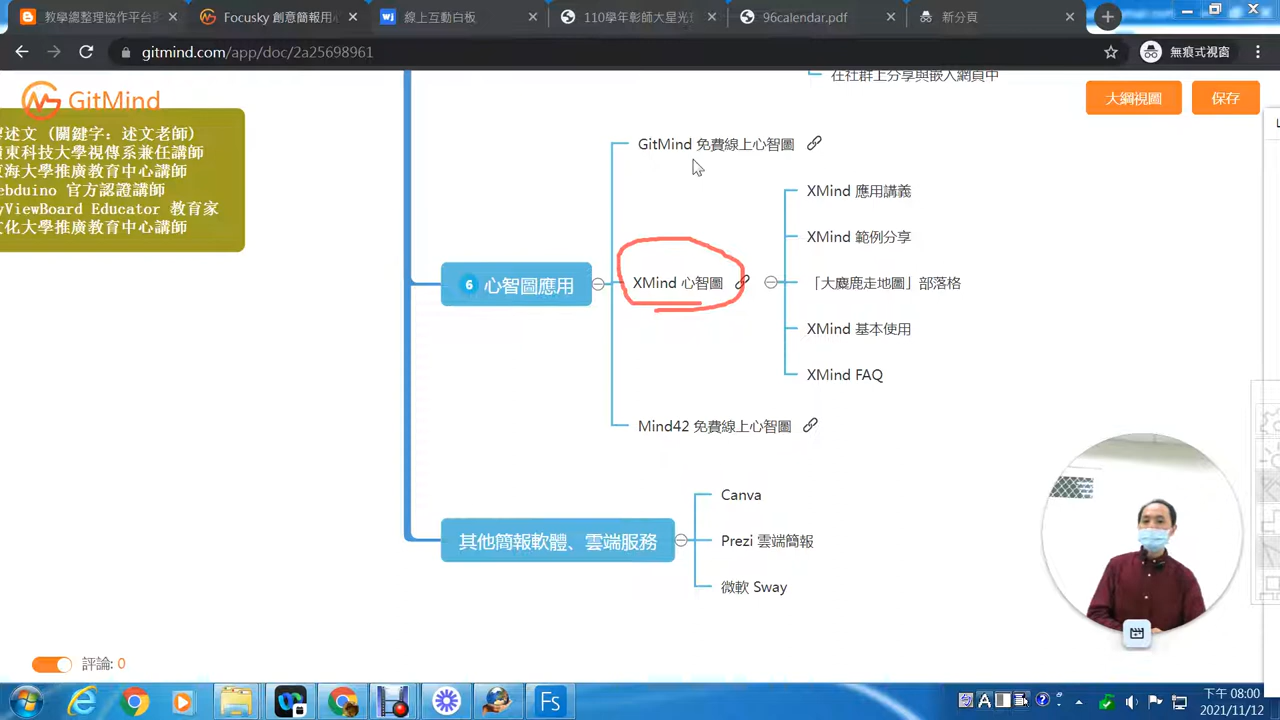 教學網整理協作平台
Focusky 創意簡報用
線上互動白板
110學年彰師大星光
06calendar.pdf
新分頁
gitmind.com/app/doc/2a25698961
無痕式視窗
GitMind
大綱視圖
保存
述文 (關鍵字: 述文老師)
東科技大學視傳系兼任講師
東海大學推廣教育中心講師
ebduino 官方認證講師
yViewBoard Educator 教育家
文化大學推廣教育中心講師
在社群上分享與嵌入網頁中
GitMind 免費線上心智圖
XMind 應用講義
XMind 範例分享
6 心智圖應用
XMind 心智圖
「大麋鹿走地圖」部落格
XMind 基本使用
XMind FAQ
Mind42 免費線上心智圖
Canva
其他簡報軟體、雲端服務
Prezi 雲端簡報
微軟 Sway
評論: 0
Fs
A
下午 08:00
2021/11/12